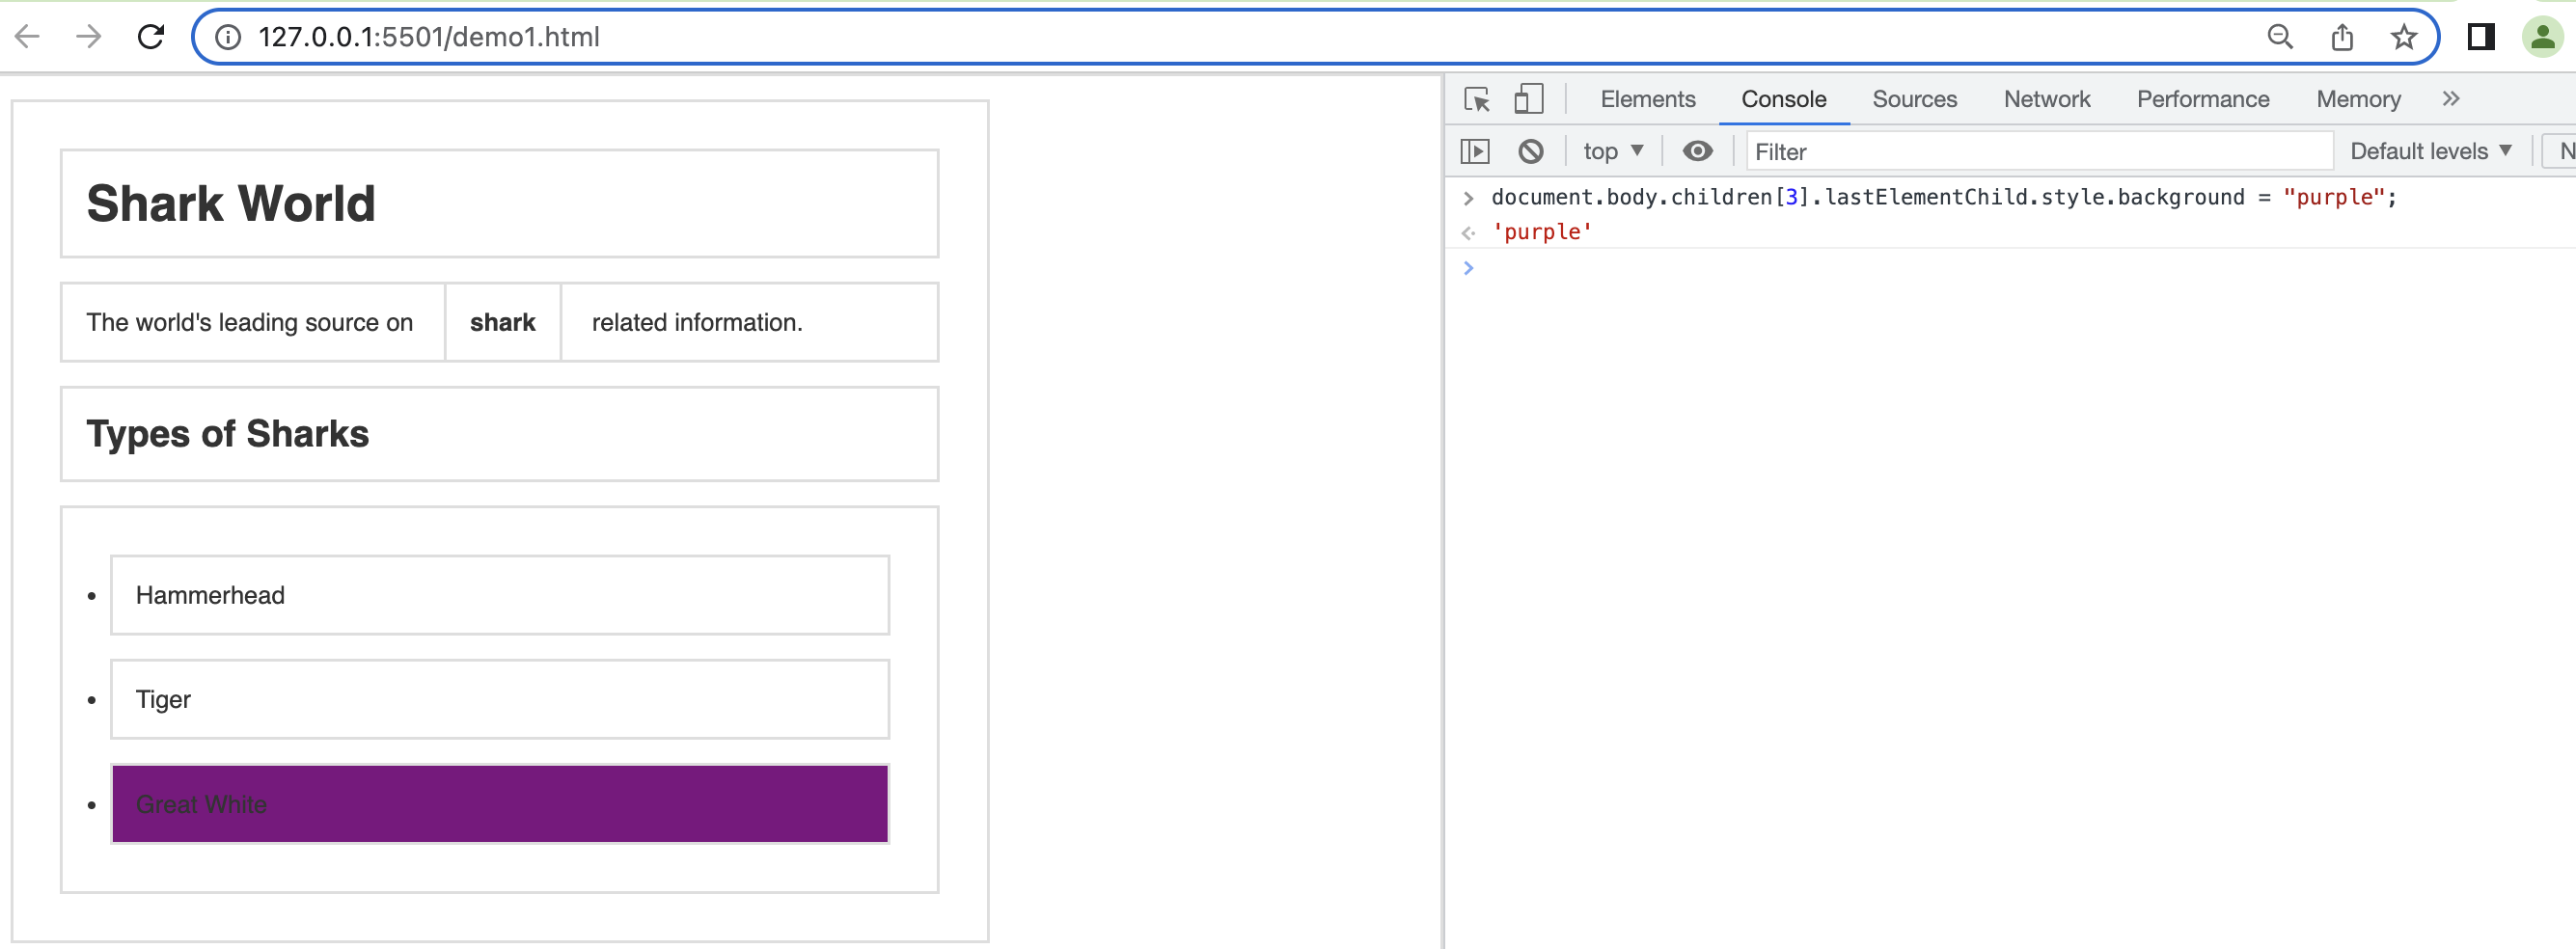 127.0.0.1:5501/demo1.html
Shark World
The world's leading source on shark related information.
Types of Sharks
• Hammerhead
• Tiger
• Great White
Elements Console Sources Network Performance Memory »
top ▼ Filter Default levels ▼ N
> document.body.children[3].lastElementChild.style.background = "purple";
<· 'purple'
>